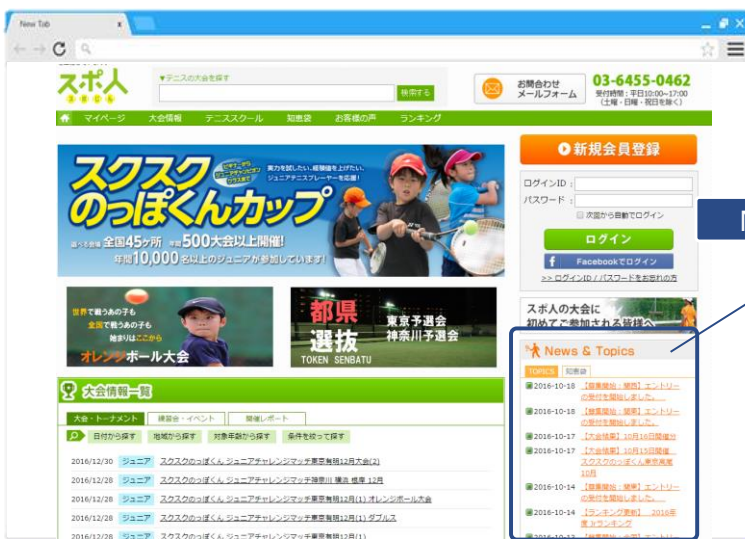 New Tab
スポ人
▼テニスの大会を探す
検索する
お問合わせ
メールフォーム
03-6455-0462
受付時間：平日10:00~17:00
（土曜・日曜・祝日を除く）
マイページ 大会情報 テニススクール 知恵袋 お客様の声 ランキング
スクスク
のっぽくんカップ
実力を試したい、経験値を上げたい、
ジュニアテニスプレーヤーを応援!
全国45ヶ所 年間500大会以上開催!
年間10,000名以上のジュニアが参加しています!
新規会員登録
ログインID：
パスワード：
次回から自動でログイン
ログイン
Facebookでログイン
>> ログインID / パスワードをお忘れの方
世界で戦うあの子も
全国で戦うあの子も
始まりはここから
オレンジボール大会
都県
選抜
TOKEN SENBATU
東京予選会
神奈川予選会
スポ人の大会に
初めてご参加される皆様へ
News & Topics
TOPICS 知恵袋
2016-10-18 【募集開始：関西】エントリー
の受付を開始しました。
2016-10-18 【募集開始：関東】エントリー
の受付を開始しました。
2016-10-17 【大会結果】10月16日開催分
2016-10-17 【大会結果】10月15日開催
スクスクのっぽくん東京高尾
10月
2016-10-14 【募集開始：関東】エントリー
の受付を開始しました。
2016-10-14 【ランキング更新】 2016年
度 Jrランキング
大会情報一覧
大会・トーナメント 練習会・イベント 開催レポート
日付から探す 地域から探す 対象年齢から探す 条件を絞って探す
2016/12/30 ジュニア スクスクのっぽくん ジュニアチャレンジマッチ東京有明12月大会(2)
2016/12/28 ジュニア スクスクのっぽくん ジュニアチャレンジマッチ神奈川 横浜 根岸 12月
2016/12/28 ジュニア スクスクのっぽくん ジュニアチャレンジマッチ東京有明12月(1) オレンジボール大会
2016/12/28 ジュニア スクスクのっぽくん ジュニアチャレンジマッチ東京有明12月(1) ダブルス
2016/12/28 ジュニア スクスクのっぽくん ジュニアチャレンジマッチ東京有明12月(1)